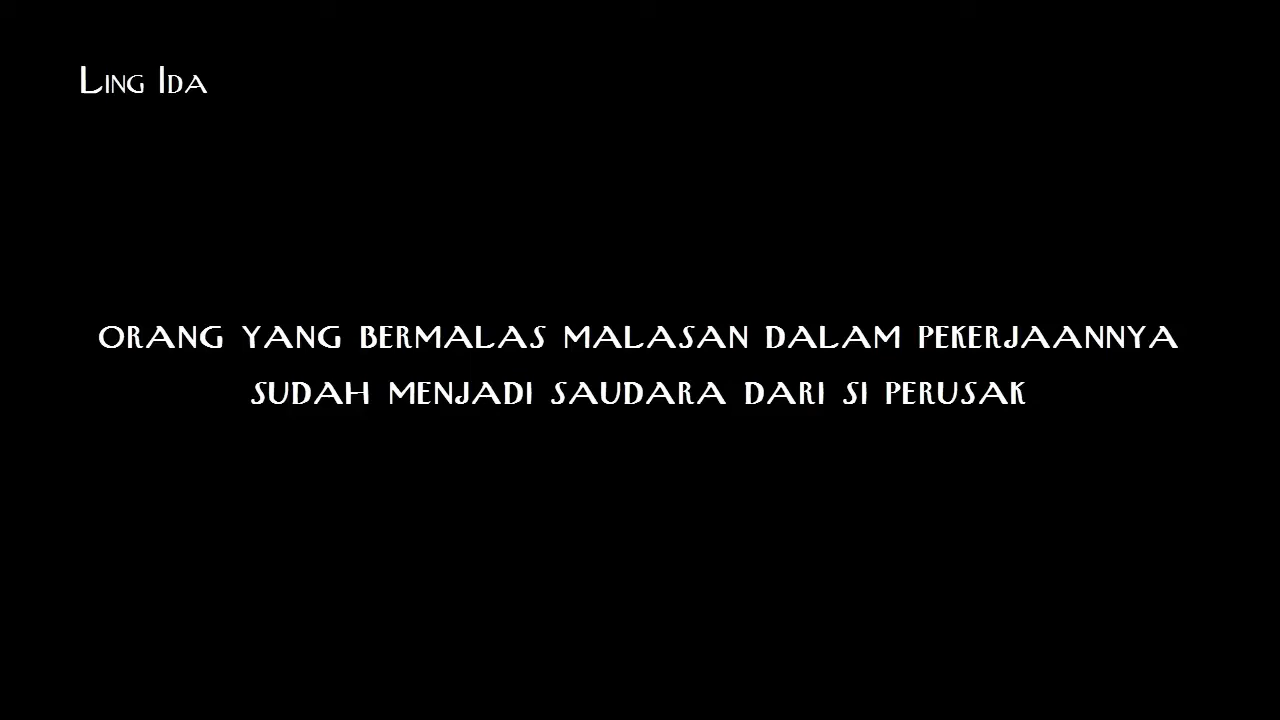 Ling Ida
ORANG YANG BERMALAS MALASAN DALAM PEKERJAANNYA
SUDAH MENJADI SAUDARA DARI SI PERUSAK